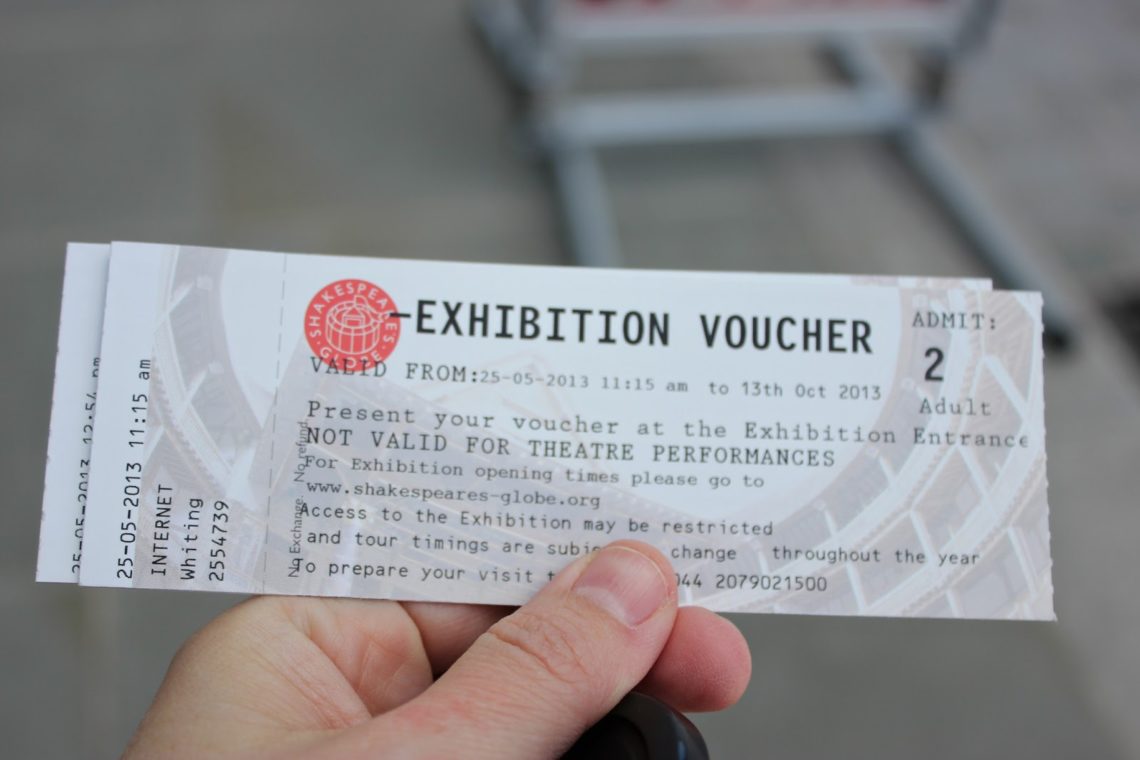 25-05-2013 12:54 pm
25-05-2013 11:15 am
INTERNET
Whiting
2554739
No Exchange. No refund.
SHAKESPEARES · GLOBE ·
-EXHIBITION VOUCHER
ADMIT:
2
Adult
VALID FROM:25-05-2013 11:15 am to 13th Oct 2013
Present your voucher at the Exhibition Entrance
NOT VALID FOR THEATRE PERFORMANCES
For Exhibition opening times please go to
www.shakespeares-globe.org
Access to the Exhibition may be restricted
and tour timings are change throughout the year
To prepare your visit 044 2079021500